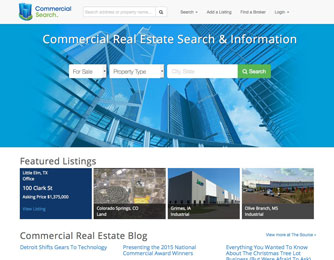 Commercial
Search
Search address or property name
Search
Add a Listing
Find a Broker
Login
Commercial Real Estate Search & Information
For Sale
Property Type
City, State
Search
Featured Listings
Little Elm, TX
Office
100 Clark St
Asking Price $1,375,000
View Listing
Colorado Springs, CO
Land
Grimes, IA
Industrial
Olive Branch, MS
Industrial
Commercial Real Estate Blog
View more at The Source »
Detroit Shifts Gears To Technology
Presenting the 2015 National
Commercial Award Winners
Everything You Wanted To Know
About The Christmas Tree Lot
Business (But Were Afraid To Ask)